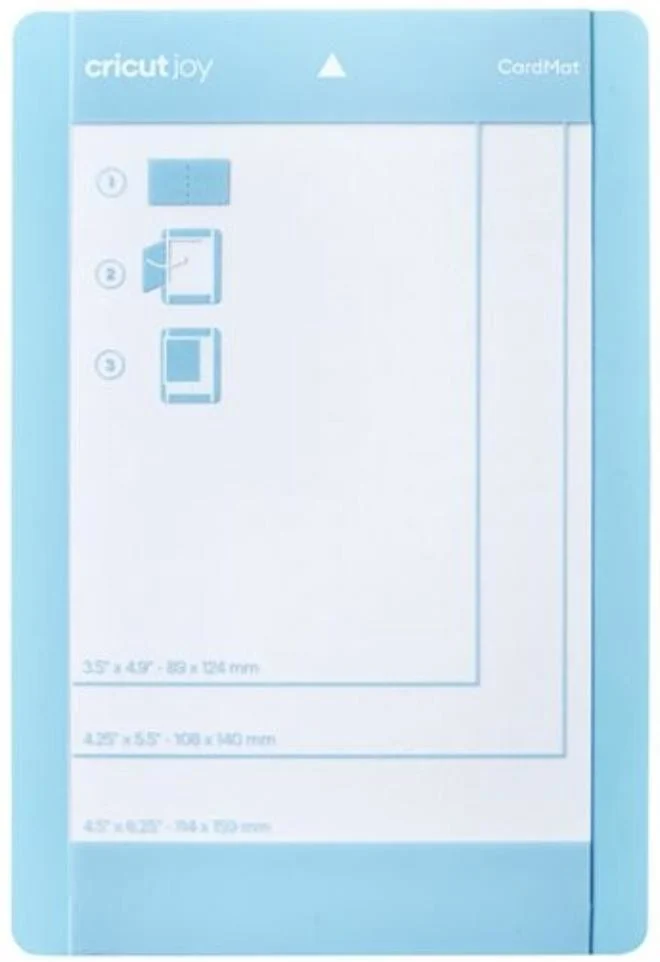 cricut joy
CardMat
1
2
3
3.5" x 4.9" - 89 x 124 mm
4.25" x 5.5" - 108 x 140 mm
4.5" x 6.25" - 114 x 159 mm